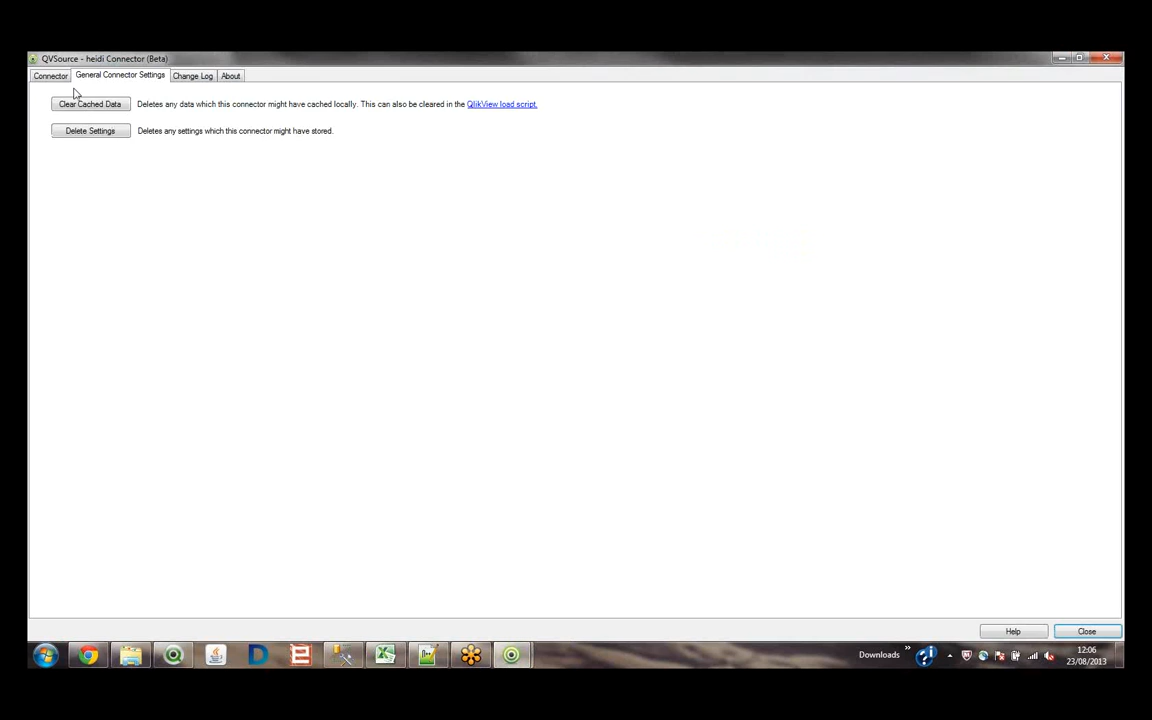 QVSource - heidi Connector (Beta)
Connector General Connector Settings Change Log About
Clear Cached Data Deletes any data which this connector might have cached locally. This can also be cleared in the QlikView load script.
Delete Settings Deletes any settings which this connector might have stored.
Help Close
Downloads
12:06
23/08/2013